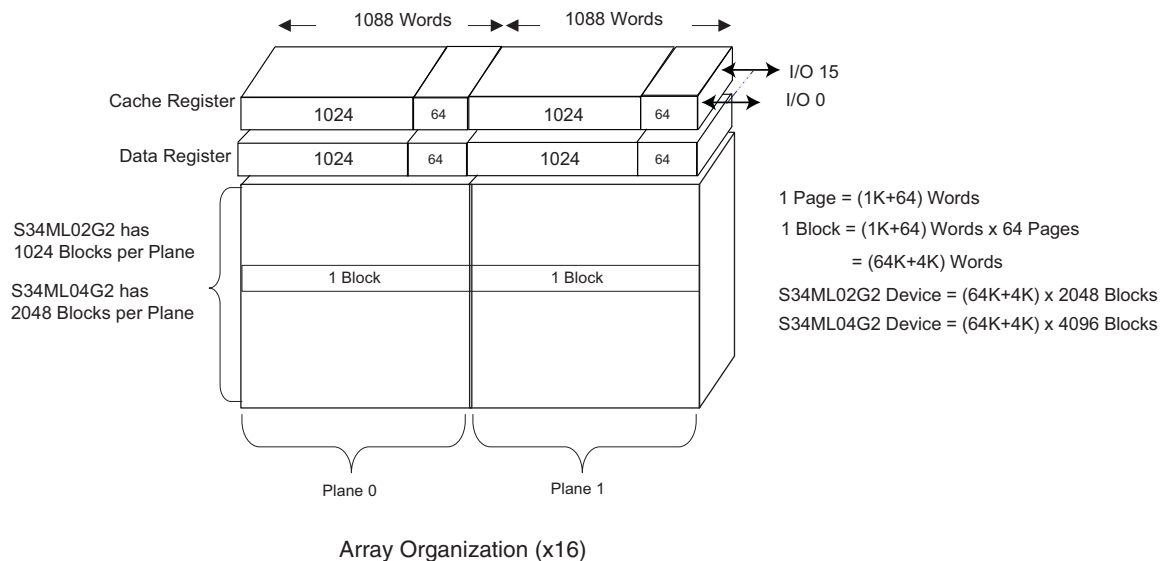 1088 Words 1088 Words
I/O 15
I/O 0
Cache Register 1024 64 1024 64
Data Register 1024 64 1024 64
S34ML02G2 has
1024 Blocks per Plane
S34ML04G2 has
2048 Blocks per Plane
1 Block 1 Block
1 Page = (1K+64) Words
1 Block = (1K+64) Words x 64 Pages
= (64K+4K) Words
S34ML02G2 Device = (64K+4K) x 2048 Blocks
S34ML04G2 Device = (64K+4K) x 4096 Blocks
Plane 0 Plane 1
Array Organization (x16)